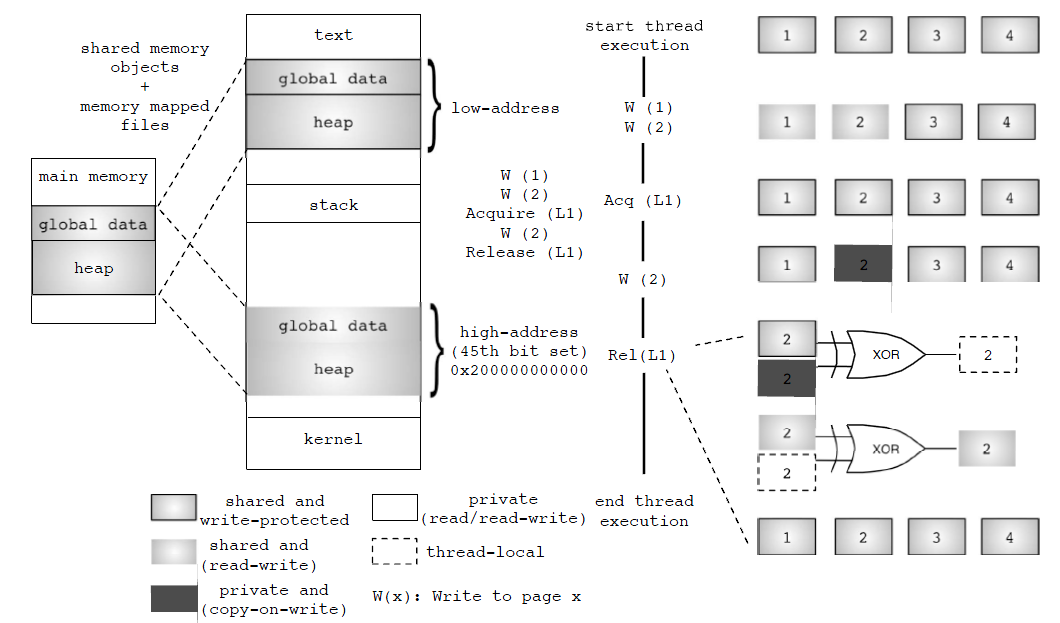 shared memory
objects
+
memory mapped
files
main memory
global data
heap
text
global data
heap
stack
global data
heap
kernel
low-address
high-address
(45th bit set)
0x200000000000
W (1)
W (2)
Acquire (L1)
W (2)
Release (L1)
start thread
execution
W (1)
W (2)
Acq (L1)
W (2)
Rel(L1)
end thread
execution
1 2 3 4
1 2 3 4
1 2 3 4
1 2 3 4
2
2
XOR
2
2
2
XOR
2
1 2 3 4
shared and
write-protected
shared and
(read-write)
private and
(copy-on-write)
private
(read/read-write)
thread-local
W(x): Write to page x